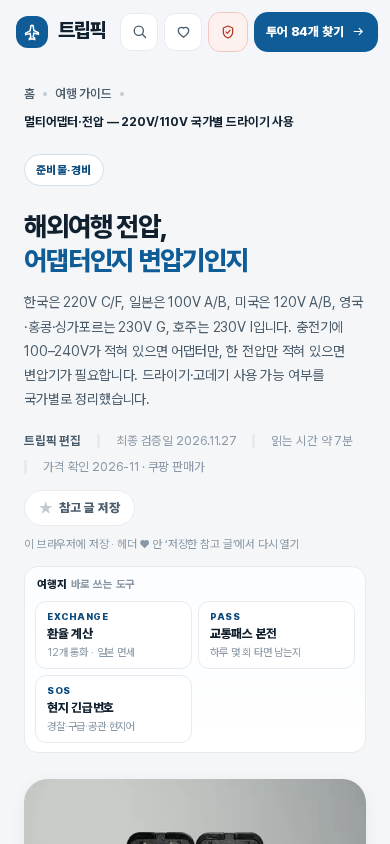 트립픽
투어 84개 찾기 →
홈 • 여행 가이드 •
멀티어댑터·전압 — 220V/110V 국가별 드라이기 사용
준비물·경비
해외여행 전압,
어댑터인지 변압기인지
한국은 220V C/F, 일본은 100V A/B, 미국은 120V A/B, 영국
·홍콩·싱가포르는 230V G, 호주는 230V I입니다. 충전기에
100–240V가 적혀 있으면 어댑터만, 한 전압만 적혀 있으면
변압기가 필요합니다. 드라이기·고데기 사용 가능 여부를
국가별로 정리했습니다.
트립픽 편집 | 최종 검증일 2026.11.27 | 읽는 시간 약 7분
| 가격 확인 2026-11 · 쿠팡 판매가
★ 참고 글 저장
이 브라우저에 저장 · 헤더 ♥ 안 '저장한 참고 글'에서 다시 열기
여행지 바로 쓰는 도구
EXCHANGE
환율 계산
12개 통화 · 일본 면세
PASS
교통패스 본전
하루 몇 회 타면 남는지
SOS
현지 긴급번호
경찰·구급·공관·현지어